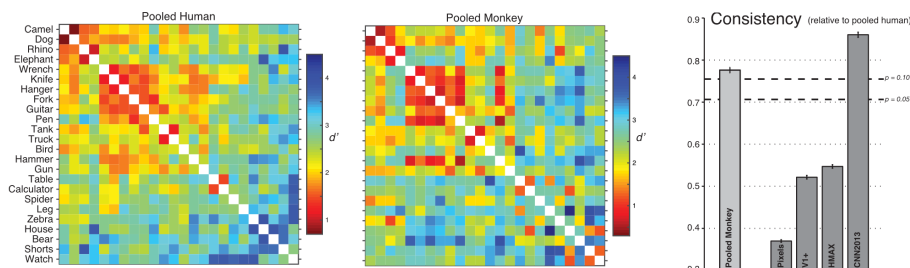 Pooled Human
Camel
Dog
Rhino
Elephant
Wrench
Knife
Hanger
Fork
Guitar
Pen
Tank
Truck
Bird
Hammer
Gun
Table
Calculator
Spider
Leg
Zebra
House
Bear
Shorts
Watch
4
3
d'
2
1
Pooled Monkey
4
3
d'
2
1
Consistency (relative to pooled human)
0.9
0.8
p = 0.10
0.7
p = 0.05
0.6
0.5
0.4
0.3
Pooled Monkey
Pixels
V1+
HMAX
CNN2013